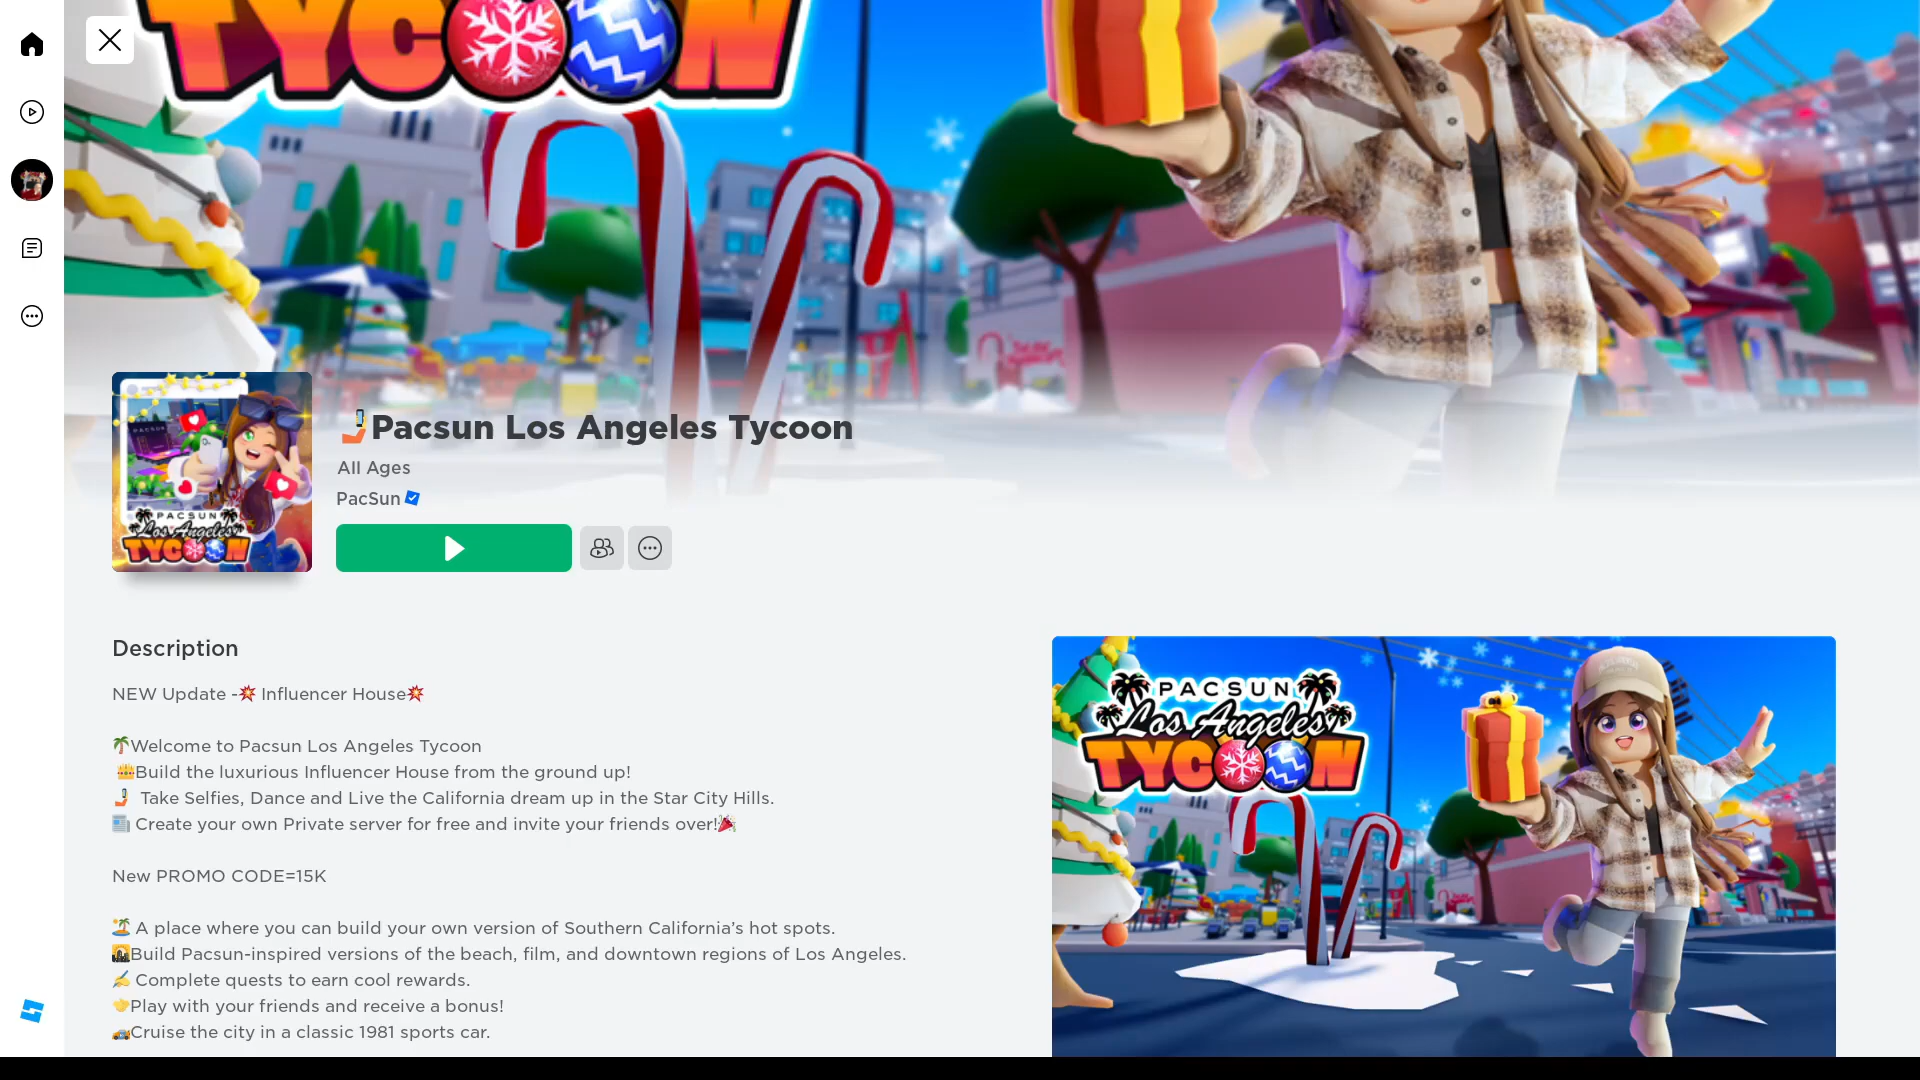 TYCOON
Pacsun Los Angeles Tycoon
All Ages
PacSun
PACSUN
Los Angeles
TYCOON
Description
NEW Update - Influencer House
Welcome to Pacsun Los Angeles Tycoon
Build the luxurious Influencer House from the ground up!
Take Selfies, Dance and Live the California dream up in the Star City Hills.
Create your own Private server for free and invite your friends over!
New PROMO CODE=15K
A place where you can build your own version of Southern California’s hot spots.
Build Pacsun-inspired versions of the beach, film, and downtown regions of Los Angeles.
Complete quests to earn cool rewards.
Play with your friends and receive a bonus!
Cruise the city in a classic 1981 sports car.
PACSUN
Los Angeles
TYCOON